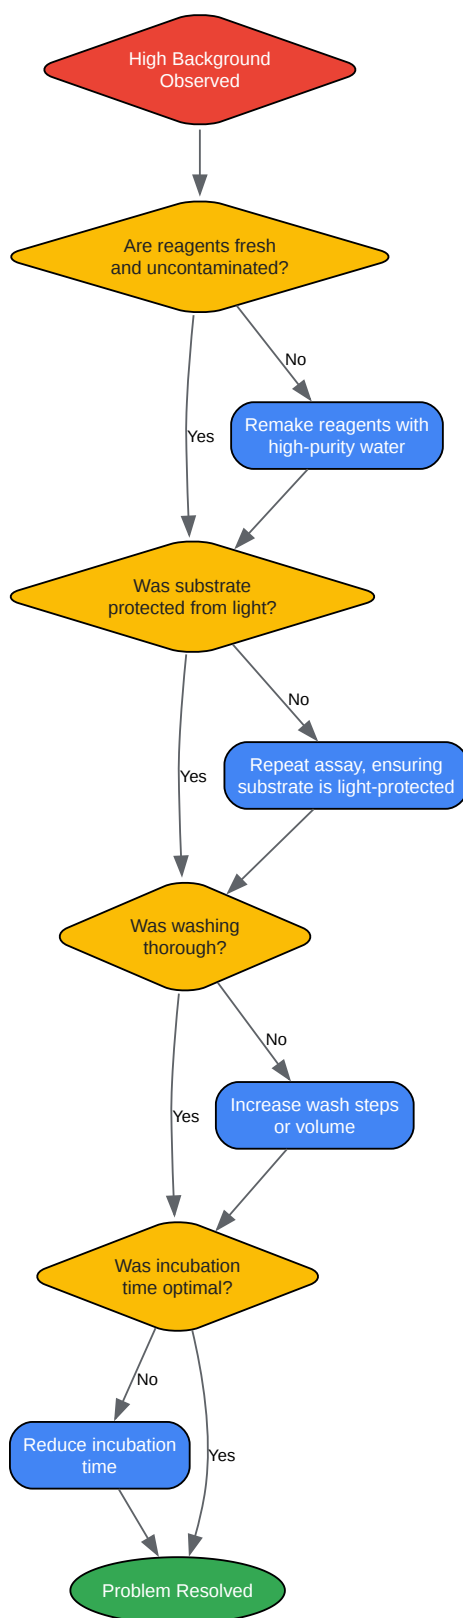 High Background
Observed
Are reagents fresh
and uncontaminated?
No
Yes
Remake reagents with
high-purity water
Was substrate
protected from light?
No
Yes
Repeat assay, ensuring
substrate is light-protected
Was washing
thorough?
No
Yes
Increase wash steps
or volume
Was incubation
time optimal?
No
Yes
Reduce incubation
time
Problem Resolved